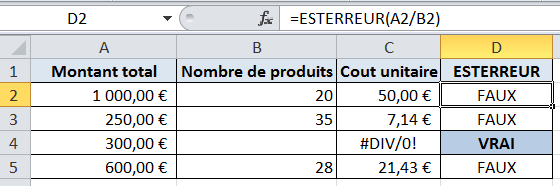 D2 fx =ESTERREUR(A2/B2)
A B C D
1 Montant total Nombre de produits Cout unitaire ESTERREUR
2 1 000,00 € 20 50,00 € FAUX
3 250,00 € 35 7,14 € FAUX
4 300,00 € #DIV/0! VRAI
5 600,00 € 28 21,43 € FAUX